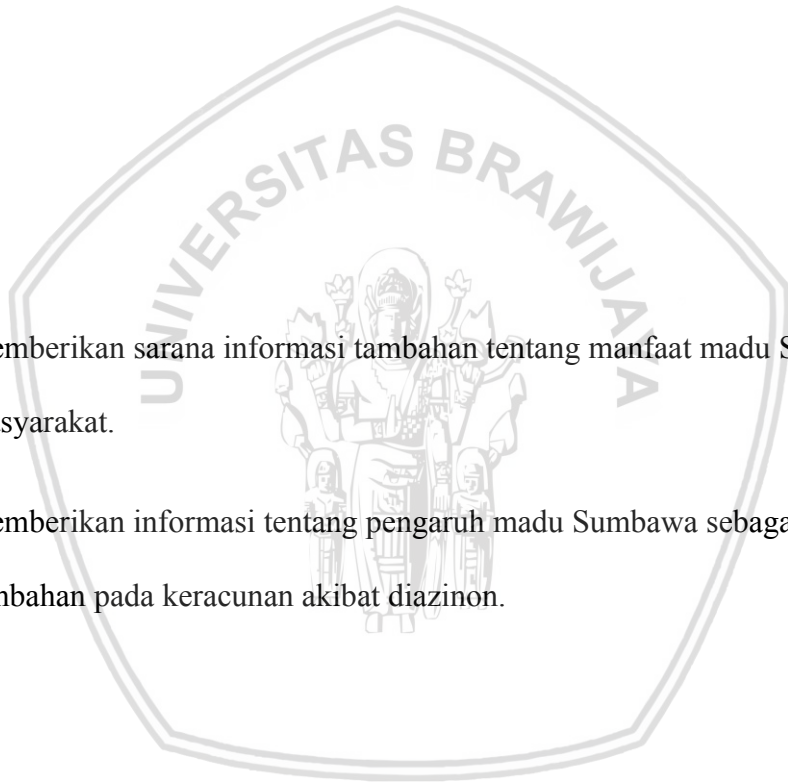 UNIVERSITAS BRAWIJAYA
emberikan sarana informasi tambahan tentang manfaat madu S
syarakat.
emberikan informasi tentang pengaruh madu Sumbawa sebaga
mbahan pada keracunan akibat diazinon.